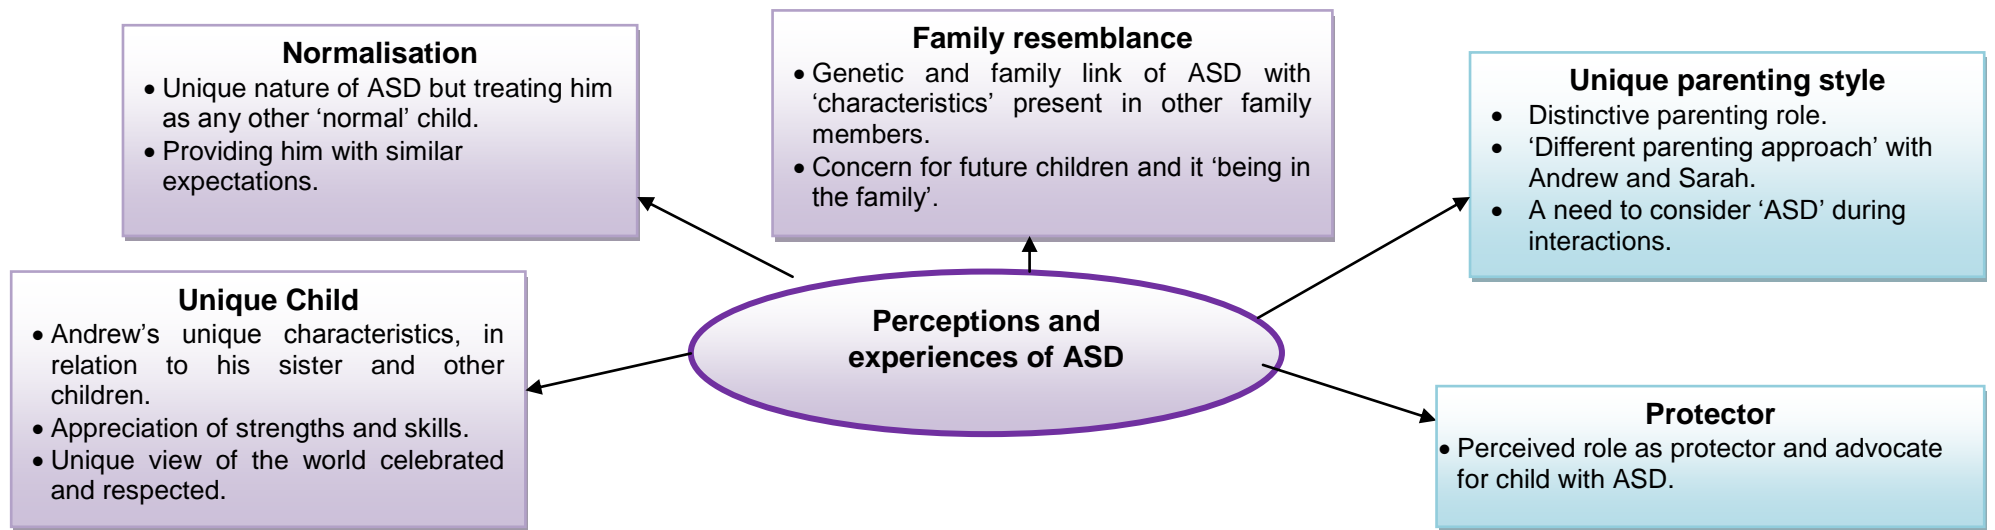 Normalisation
• Unique nature of ASD but treating him
as any other ‘normal’ child.
• Providing him with similar
expectations.
Family resemblance
• Genetic and family link of ASD with
‘characteristics’ present in other family
members.
• Concern for future children and it ‘being in
the family’.
Unique parenting style
• Distinctive parenting role.
• ‘Different parenting approach’ with
Andrew and Sarah.
• A need to consider ‘ASD’ during
interactions.
Unique Child
• Andrew’s unique characteristics, in
relation to his sister and other
children.
• Appreciation of strengths and skills.
• Unique view of the world celebrated
and respected.
Perceptions and
experiences of ASD
Protector
• Perceived role as protector and advocate
for child with ASD.